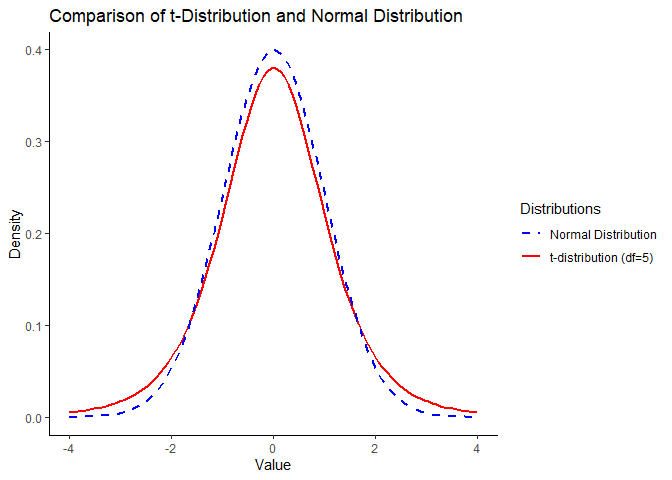 Comparison of t-Distribution and Normal Distribution
0.4
0.3
0.2
0.1
0.0
Density
-4
-2
0
2
4
Value
Distributions
Normal Distribution
t-distribution (df=5)